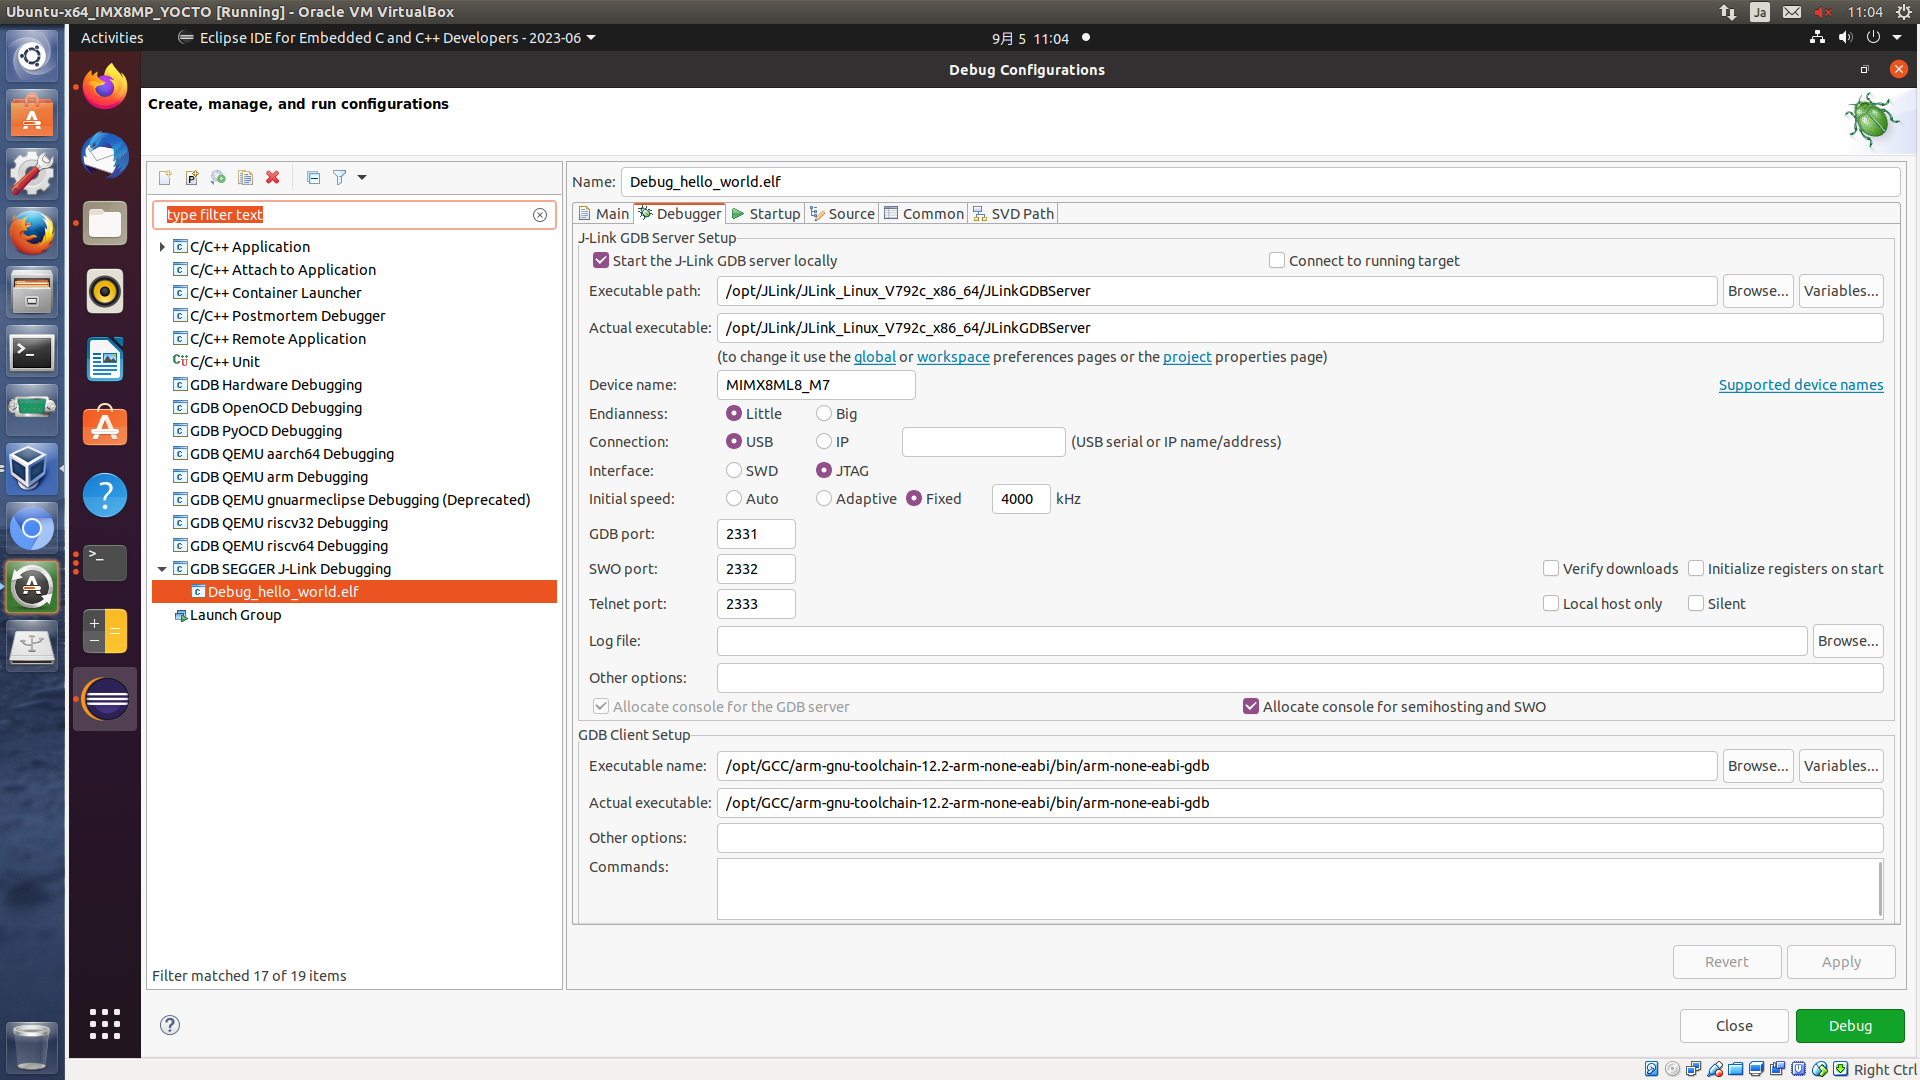 Ubuntu-x64_IMX8MP_YOCTO [Running] - Oracle VM VirtualBox
Ja
11:04
Activities
Eclipse IDE for Embedded C and C++ Developers - 2023-06
9月 5 11:04
Debug Configurations
Create, manage, and run configurations
type filter text
C/C++ Application
C/C++ Attach to Application
C/C++ Container Launcher
C/C++ Postmortem Debugger
C/C++ Remote Application
C/C++ Unit
GDB Hardware Debugging
GDB OpenOCD Debugging
GDB PyOCD Debugging
GDB QEMU aarch64 Debugging
GDB QEMU arm Debugging
GDB QEMU gnuarmeclipse Debugging (Deprecated)
GDB QEMU riscv32 Debugging
GDB QEMU riscv64 Debugging
GDB SEGGER J-Link Debugging
Debug_hello_world.elf
Launch Group
Filter matched 17 of 19 items
Name: Debug_hello_world.elf
Main Debugger Startup Source Common SVD Path
J-Link GDB Server Setup
Start the J-Link GDB server locally Connect to running target
Executable path: /opt/JLink/JLink_Linux_V792c_x86_64/JLinkGDBServer Browse... Variables...
Actual executable: /opt/JLink/JLink_Linux_V792c_x86_64/JLinkGDBServer
(to change it use the global or workspace preferences pages or the project properties page)
Device name: MIMX8ML8_M7 Supported device names
Endianness: Little Big
Connection: USB IP (USB serial or IP name/address)
Interface: SWD JTAG
Initial speed: Auto Adaptive Fixed 4000 kHz
GDB port: 2331
SWO port: 2332 Verify downloads Initialize registers on start
Telnet port: 2333 Local host only Silent
Log file: Browse...
Other options:
Allocate console for the GDB server Allocate console for semihosting and SWO
GDB Client Setup
Executable name: /opt/GCC/arm-gnu-toolchain-12.2-arm-none-eabi/bin/arm-none-eabi-gdb Browse... Variables...
Actual executable: /opt/GCC/arm-gnu-toolchain-12.2-arm-none-eabi/bin/arm-none-eabi-gdb
Other options:
Commands:
Revert Apply
Close Debug
Right Ctrl